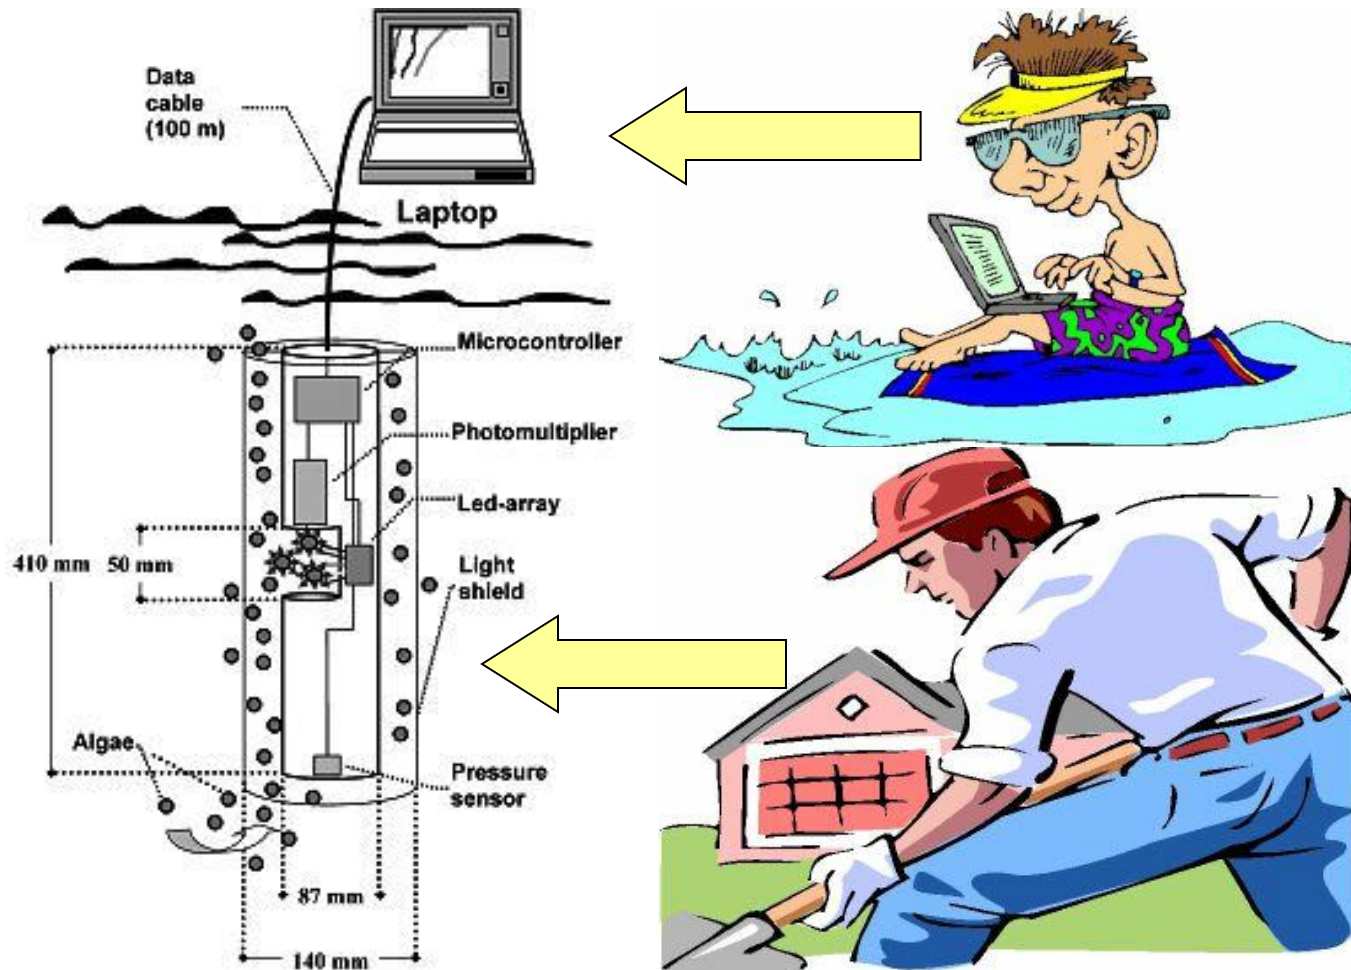 Data
cable
(100 m)
Laptop
Microcontroller
Photomultiplier
Led-array
410 mm
50 mm
Light
shield
Algae
Pressure
sensor
87 mm
140 mm